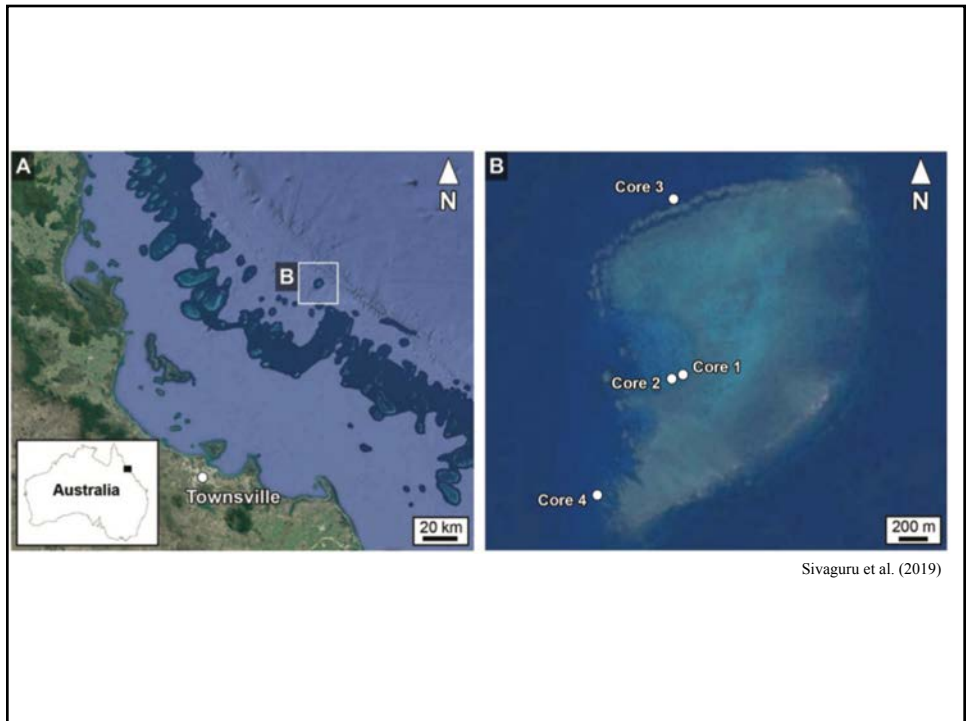 A
N
B
Townsville
Australia
20 km
B
N
Core 3
Core 1
Core 2
Core 4
200 m
Sivaguru et al. (2019)